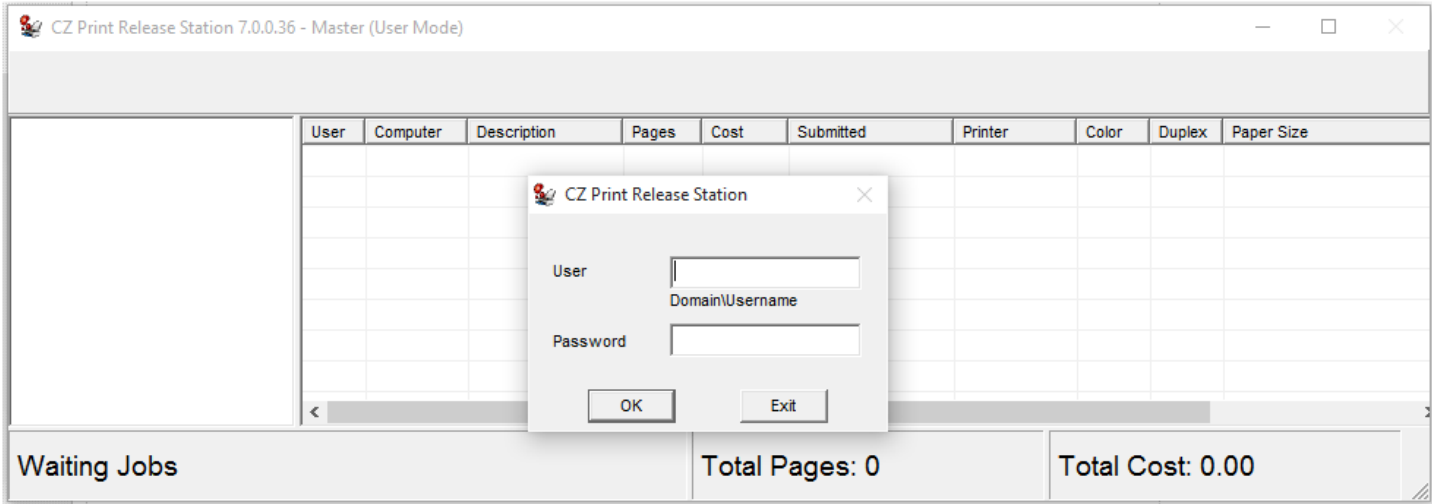 CZ Print Release Station 7.0.0.36 - Master (User Mode)
User Computer Description Pages Cost Submitted Printer Color Duplex Paper Size
CZ Print Release Station
User
Domain\Username
Password
OK Exit
Waiting Jobs Total Pages: 0 Total Cost: 0.00